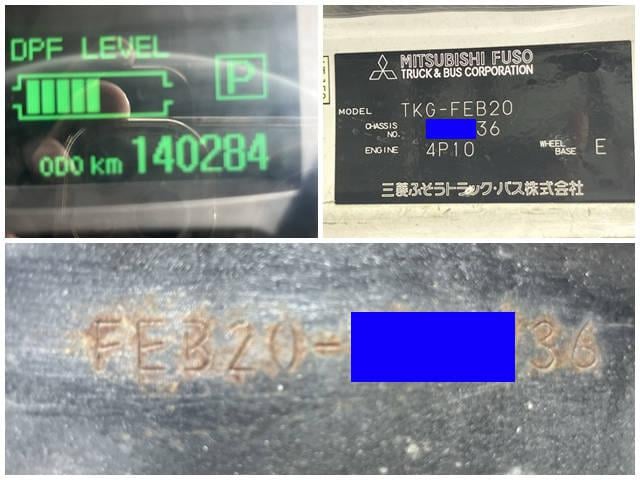 DPF LEVEL
P
ODO km 140284
MITSUBISHI FUSO
TRUCK & BUS CORPORATION
MODEL TKG-FEB20
CHASSIS NO. 36
ENGINE 4P10 WHEEL BASE E
三菱ふそうトラック・バス株式会社
FEB20-36